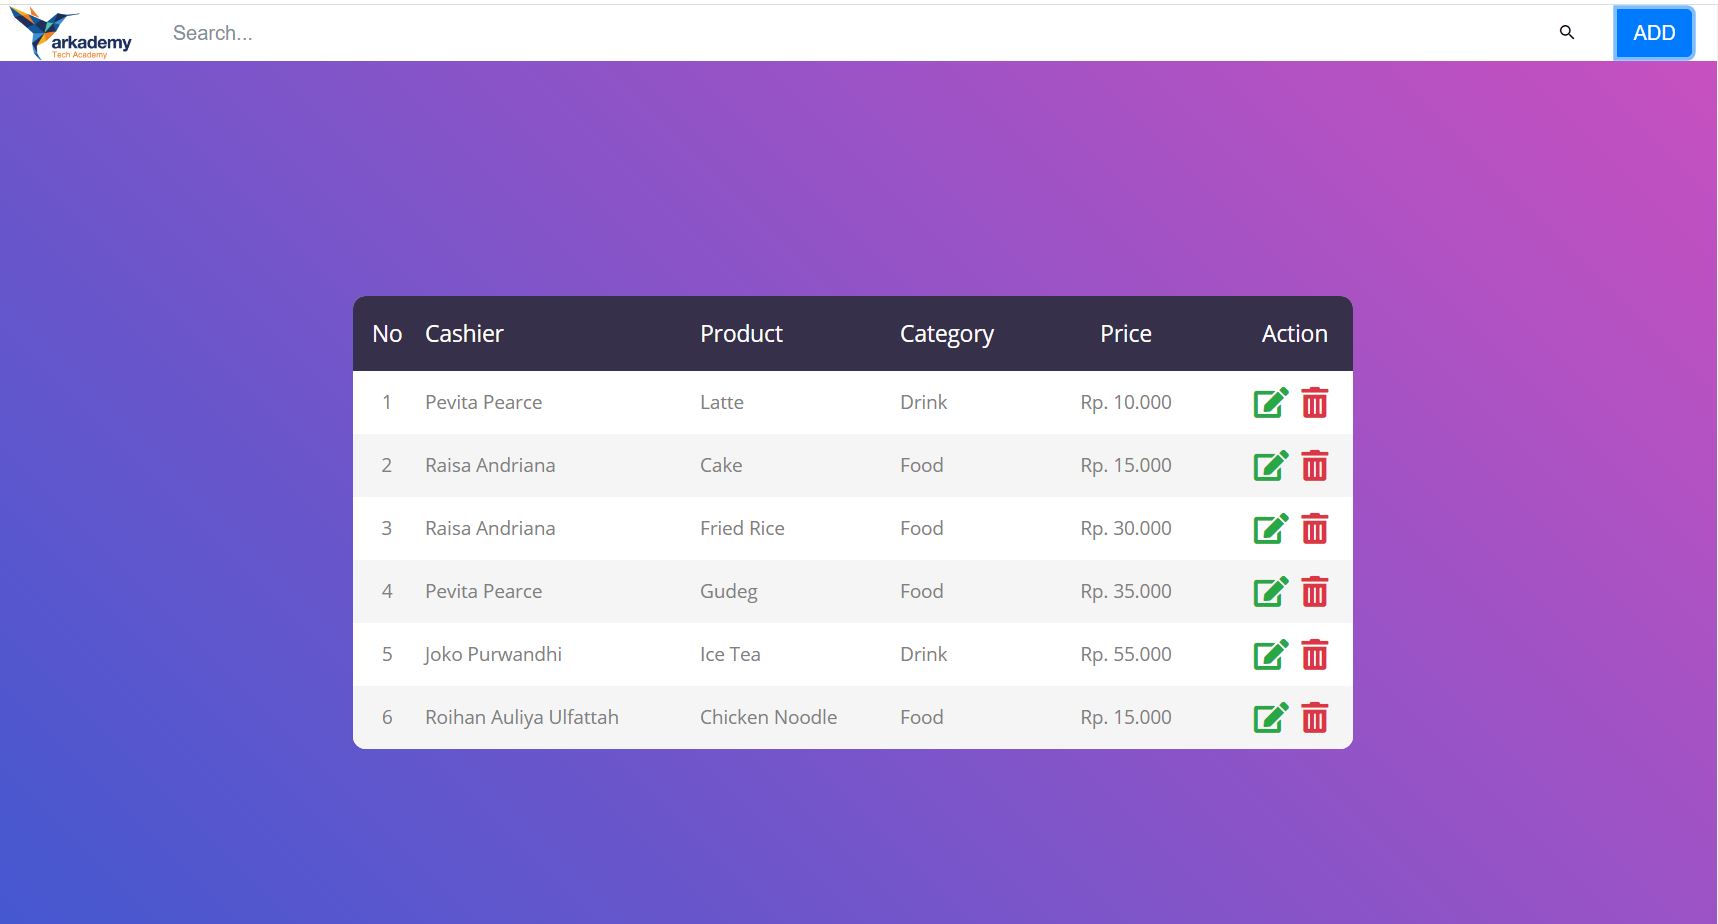 arkademy
Tech Academy
Search...
ADD
No Cashier Product Category Price Action
1 Pevita Pearce Latte Drink Rp. 10.000
2 Raisa Andriana Cake Food Rp. 15.000
3 Raisa Andriana Fried Rice Food Rp. 30.000
4 Pevita Pearce Gudeg Food Rp. 35.000
5 Joko Purwandhi Ice Tea Drink Rp. 55.000
6 Roihan Auliya Ulfattah Chicken Noodle Food Rp. 15.000